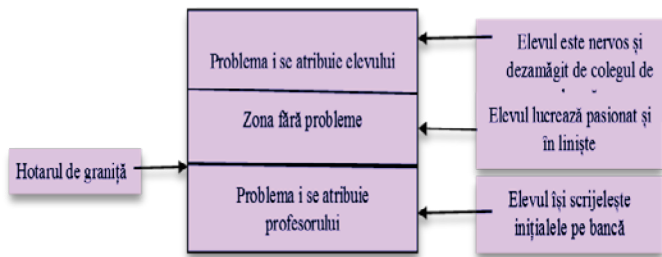 Problema i se atribuie elevului
Zona fără probleme
Problema i se atribuie
profesorului
Hotarul de graniță
Elevul este nervos și
dezamăgit de colegul de
Elevul lucrează pasionat și
în liniște
Elevul își scrijelește
inițialele pe bancă